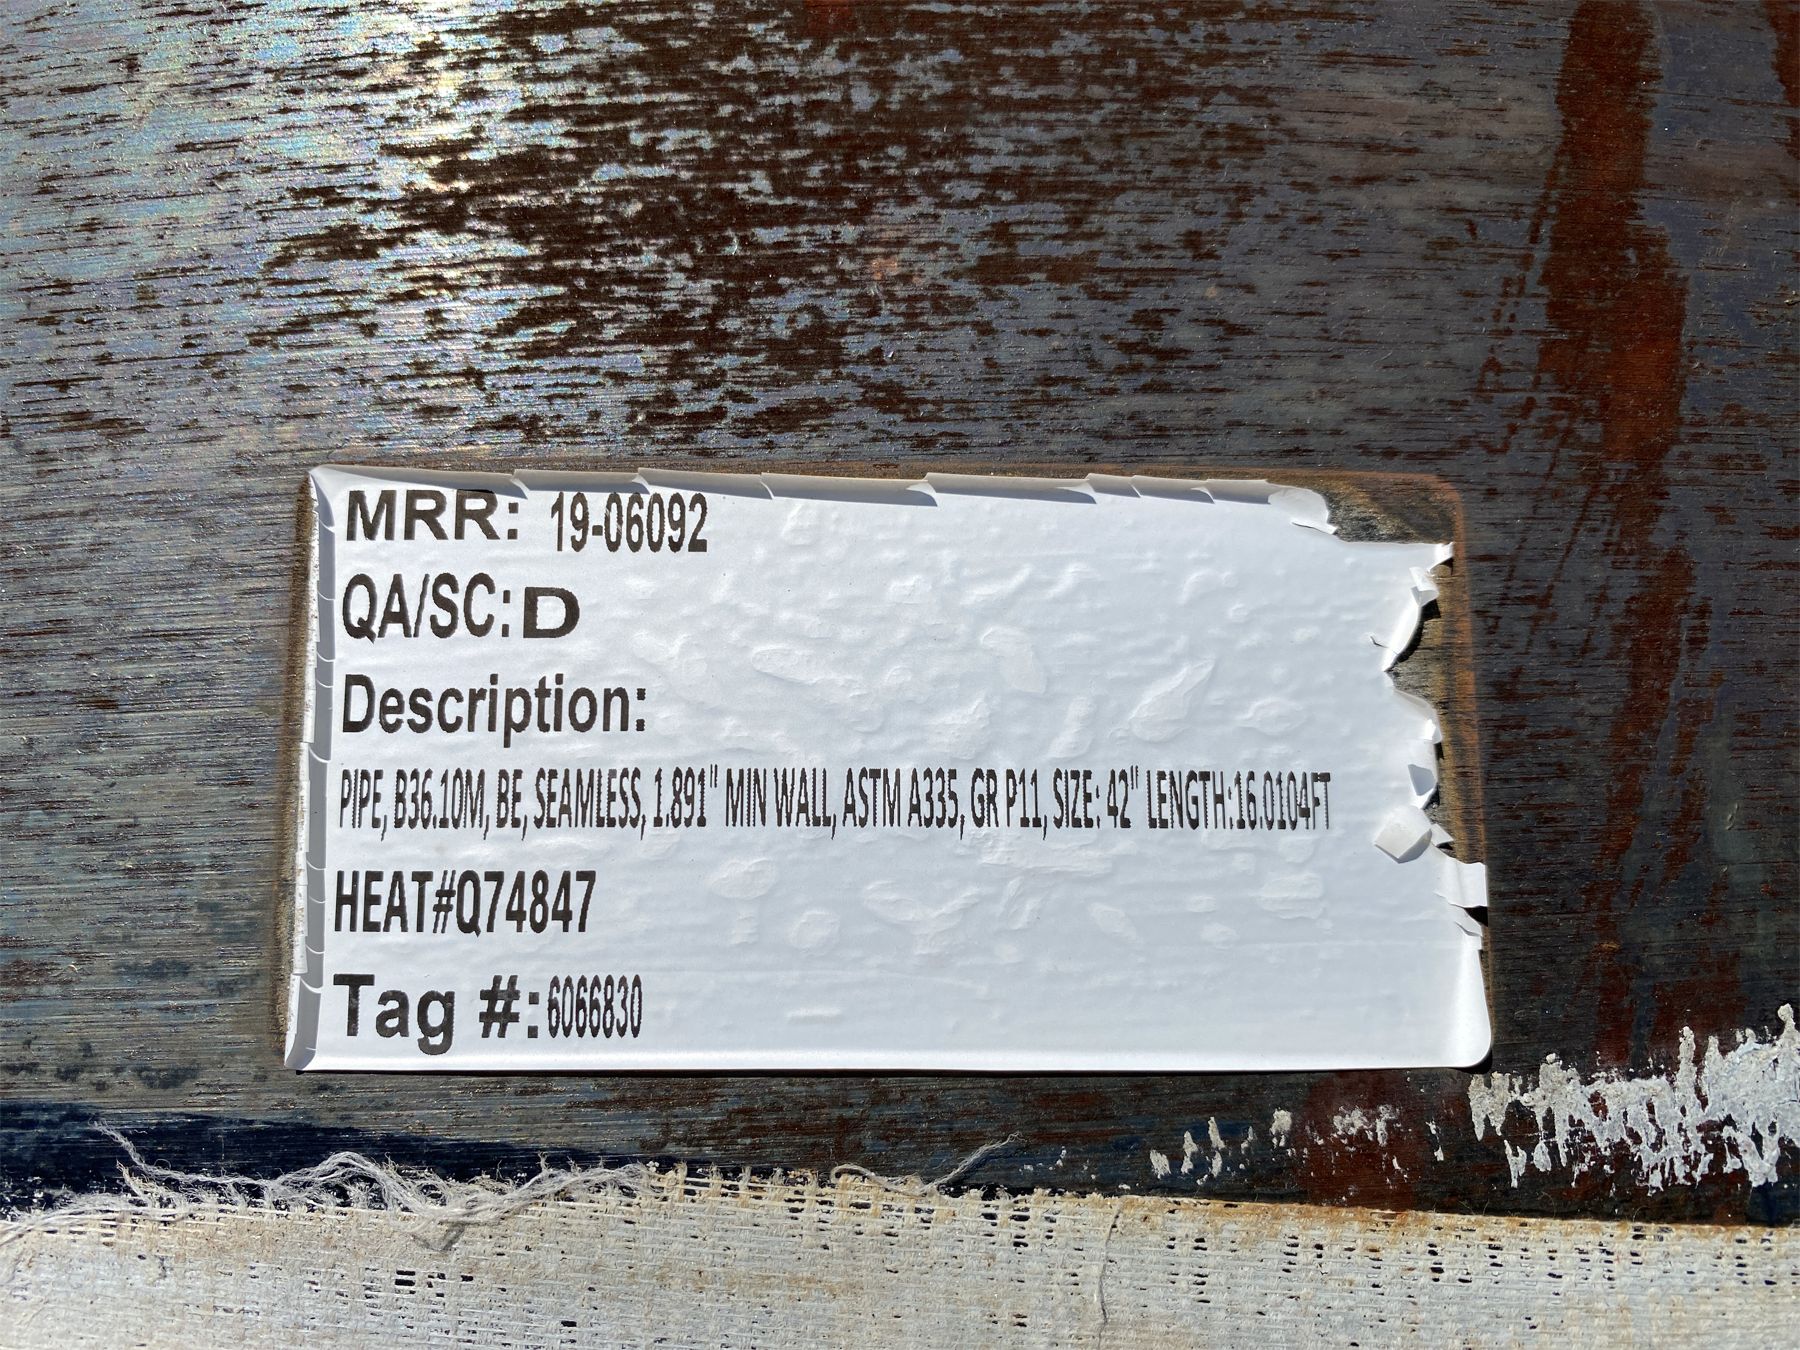 MRR: 19-06092
QA/SC:D
Description:
PIPE, B36.10M, BE, SEAMLESS, 1.891" MIN WALL, ASTM A335, GR P11, SIZE: 42" LENGTH:16.0104FT
HEAT#Q74847
Tag #:6066830